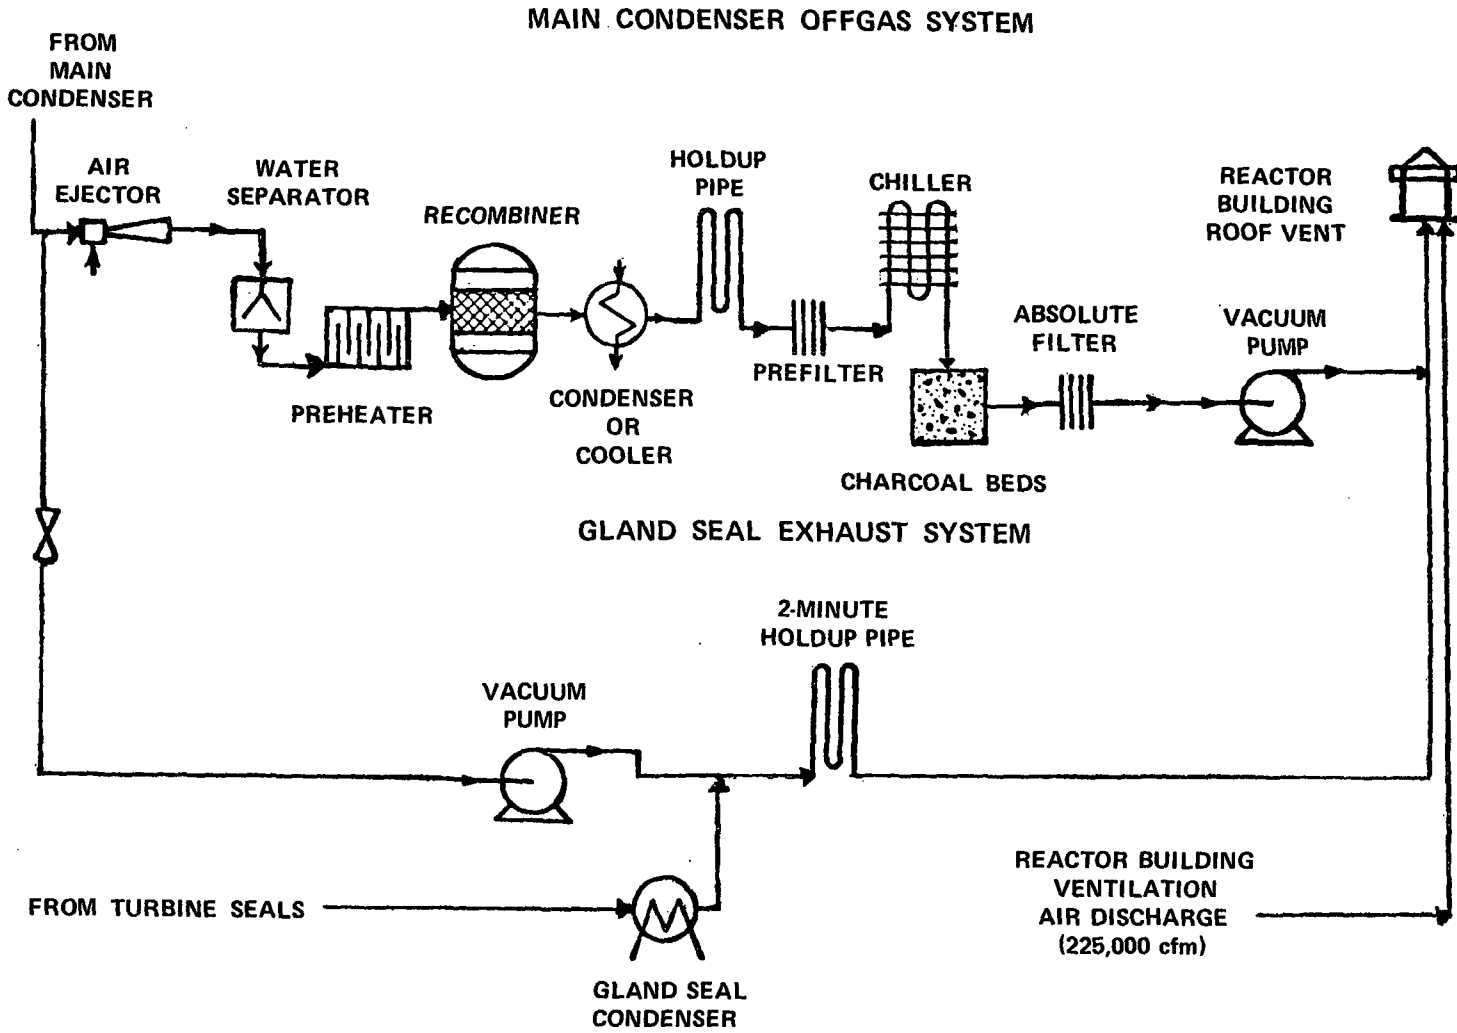 MAIN CONDENSER OFFGAS SYSTEM
FROM
MAIN
CONDENSER
AIR
EJECTOR
WATER
SEPARATOR
RECOMBINER
HOLDUP
PIPE
CHILLER
REACTOR
BUILDING
ROOF VENT
PREHEATER
CONDENSER
OR
COOLER
PREFILTER
ABSOLUTE
FILTER
VACUUM
PUMP
CHARCOAL BEDS
GLAND SEAL EXHAUST SYSTEM
2-MINUTE
HOLDUP PIPE
VACUUM
PUMP
FROM TURBINE SEALS
GLAND SEAL
CONDENSER
REACTOR BUILDING
VENTILATION
AIR DISCHARGE
(225,000 cfm)